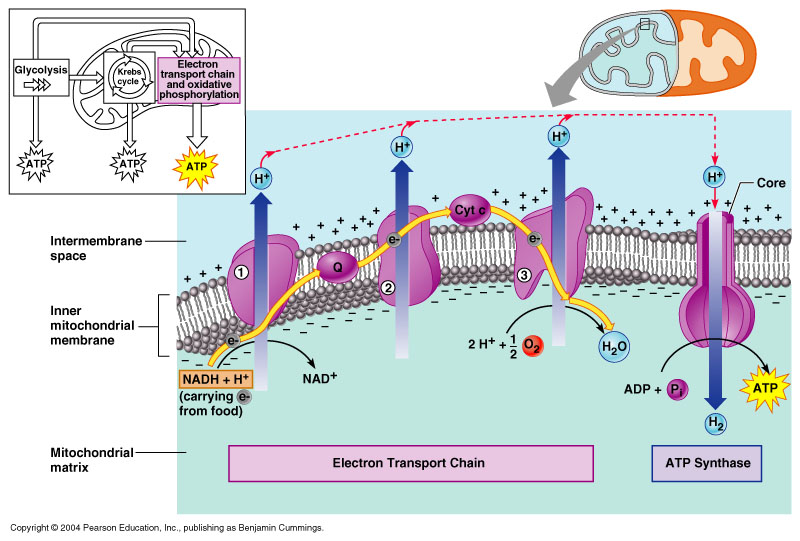 Glycolysis
Krebs
cycle
Electron
transport chain
and oxidative
phosphorylation
ATP
ATP
ATP
H+
H+
H+
H+
Core
Intermembrane
space
Inner
mitochondrial
membrane
Mitochondrial
matrix
1
Q
2
Cyt c
3
e-
e-
e-
NADH + H+
(carrying e-
from food)
NAD+
2 H+ + 1/2 O2
H2O
ADP + Pi
ATP
H2
Electron Transport Chain
ATP Synthase
Copyright © 2004 Pearson Education, Inc., publishing as Benjamin Cummings.